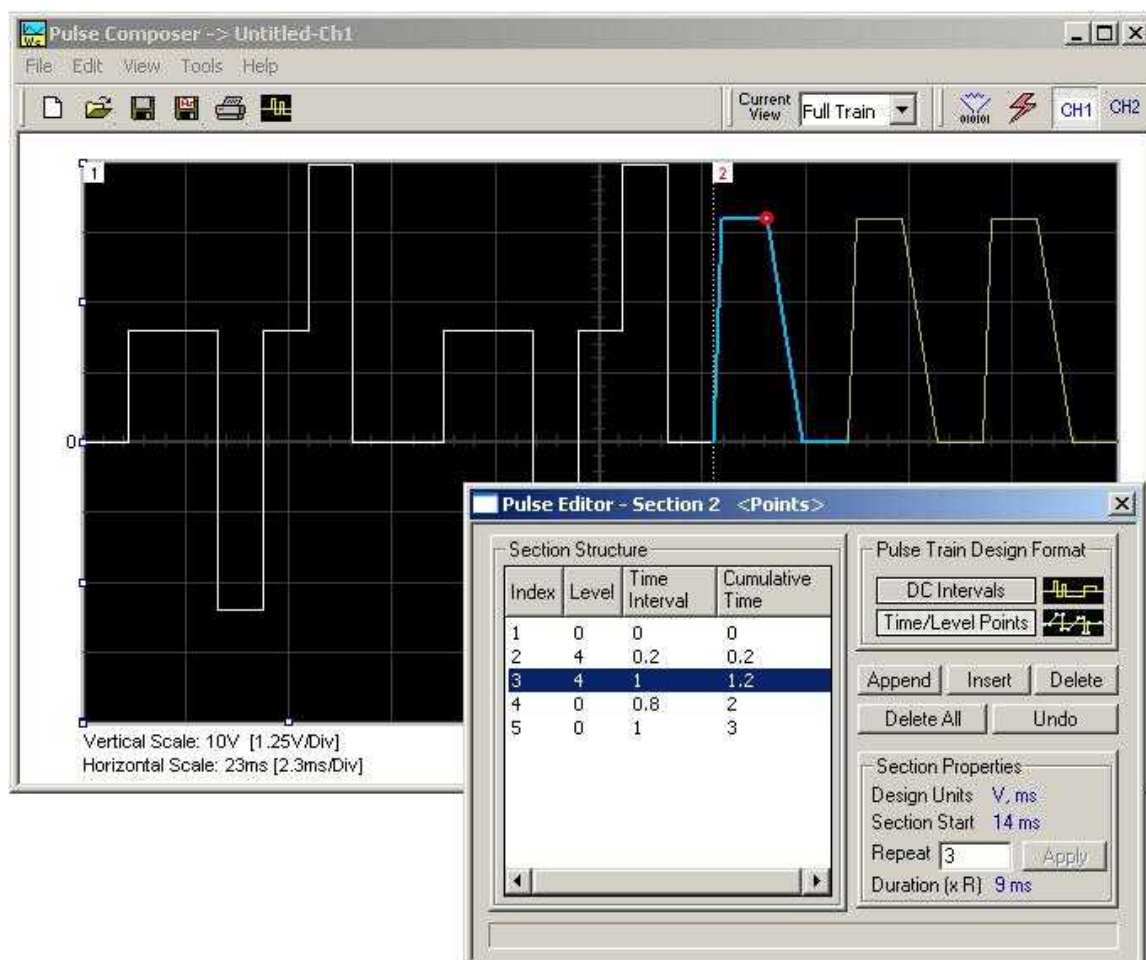 Pulse Composer -> Untitled-Ch1
File Edit View Tools Help
Current View Full Train
010101 CH1 CH2
1
2
0
Vertical Scale: 10V [1.25V/Div]
Horizontal Scale: 23ms [2.3ms/Div]
Pulse Editor - Section 2 <Points>
Section Structure
Index Level Time Interval Cumulative Time
1 0 0 0
2 4 0.2 0.2
3 4 1 1.2
4 0 0.8 2
5 0 1 3
Pulse Train Design Format
DC Intervals
Time/Level Points
Append Insert Delete
Delete All Undo
Section Properties
Design Units V, ms
Section Start 14 ms
Repeat 3 Apply
Duration (x R) 9 ms